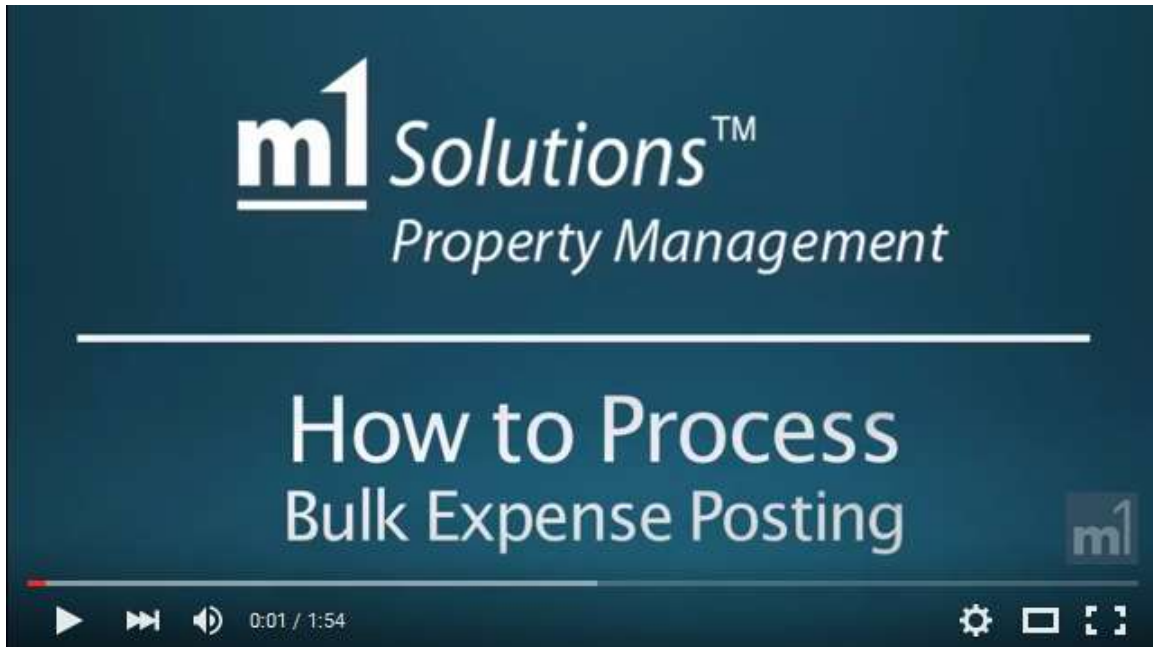 m1 Solutions™
Property Management
How to Process
Bulk Expense Posting
m1
0:01 / 1:54